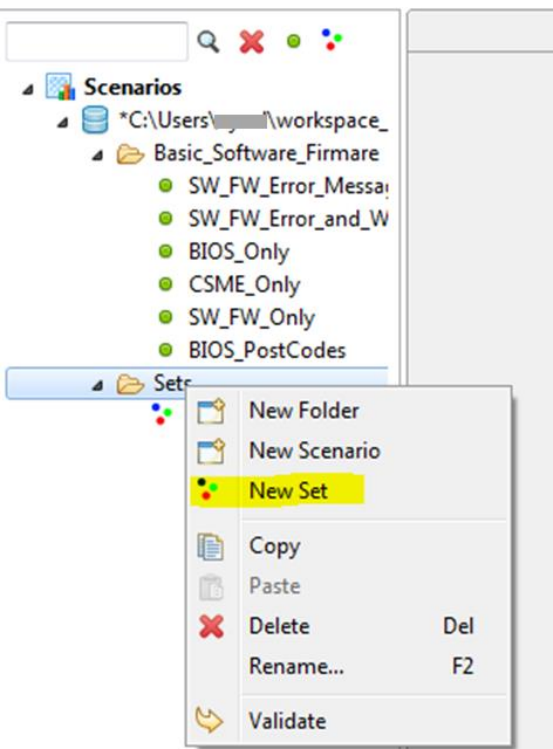 Scenarios
*C:\Users\ \workspace_
Basic_Software_Firmare
SW_FW_Error_Messa
SW_FW_Error_and_W
BIOS_Only
CSME_Only
SW_FW_Only
BIOS_PostCodes
Sets
New Folder
New Scenario
New Set
Copy
Paste
Delete Del
Rename... F2
Validate